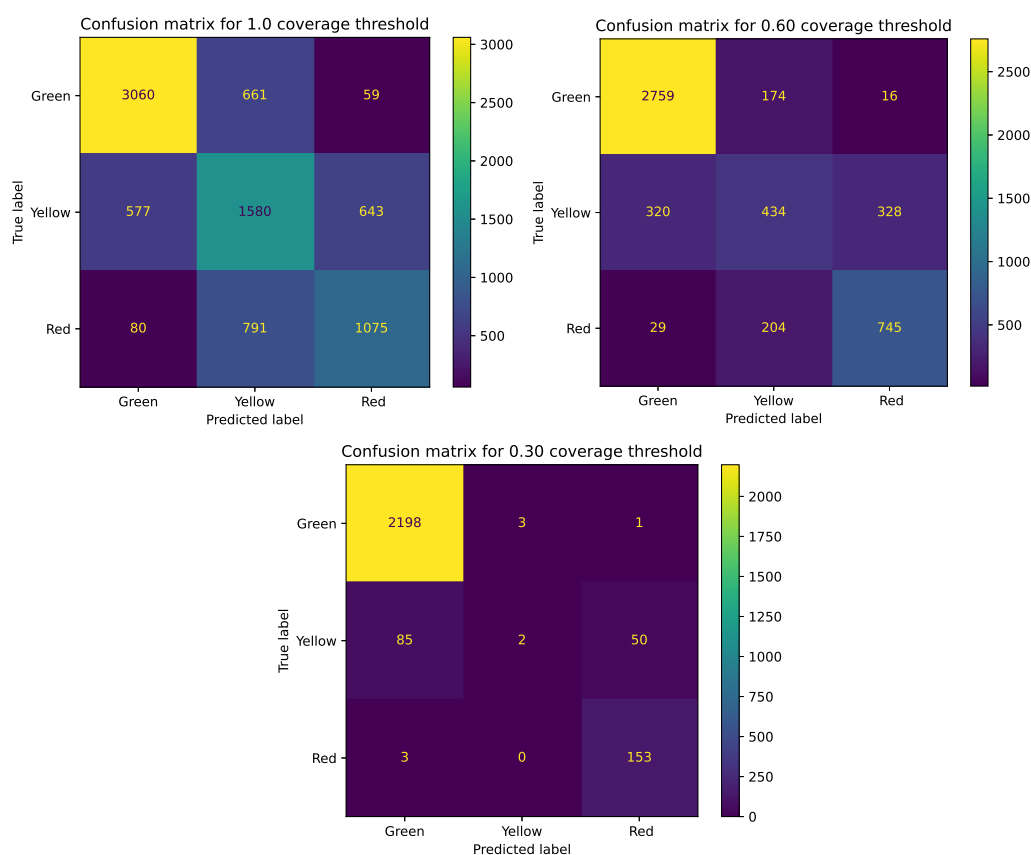 Confusion matrix for 1.0 coverage threshold
Green 3060 661 59
Yellow 577 1580 643
Red 80 791 1075
Green Yellow Red
Predicted label
True label
3000
2500
2000
1500
1000
500
Confusion matrix for 0.60 coverage threshold
Green 2759 174 16
Yellow 320 434 328
Red 29 204 745
Green Yellow Red
Predicted label
True label
2500
2000
1500
1000
500
Confusion matrix for 0.30 coverage threshold
Green 2198 3 1
Yellow 85 2 50
Red 3 0 153
Green Yellow Red
Predicted label
True label
2000
1750
1500
1250
1000
750
500
250
0